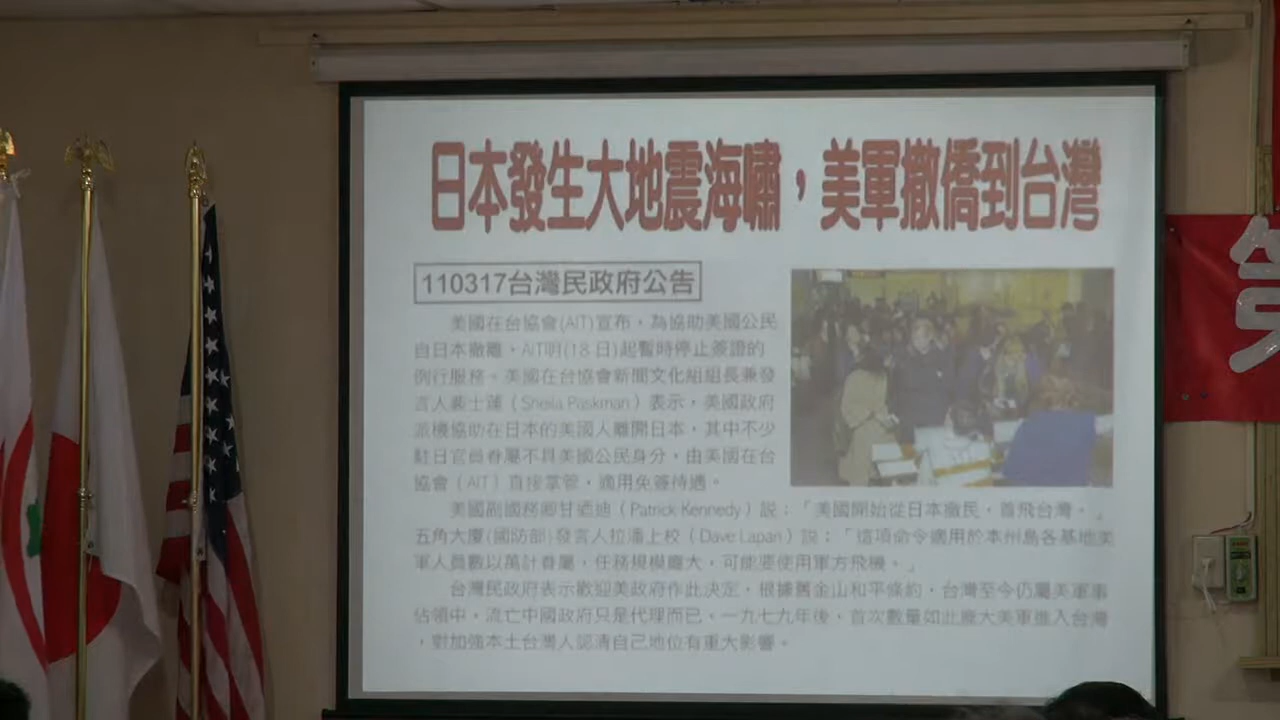 日本發生大地震海嘯，美軍撤僑到台灣
110317台灣民政府公告
美國在台協會(AIT)宣布，為協助美國公民
自日本撤離，AIT明(18 日)起暫時停止簽證的
例行服務。美國在台協會新聞文化組組長兼發
言人裴士蓮（Sheila Paskman）表示，美國政府
派機協助在日本的美國人離開日本，其中不少
駐日官員眷屬不具美國公民身分，由美國在台
協會（AIT）直接掌管，適用免簽待遇。
美國副國務卿甘迺迪（Patrick Kennedy）說：「美國開始從日本撤民，首飛台灣。」
五角大廈(國防部)發言人拉潘上校（Dave Lapan）說：「這項命令適用於本州島各基地美
軍人員數以萬計眷屬，任務規模龐大，可能要使用軍方飛機。」
台灣民政府表示歡迎美政府作此決定，根據舊金山和平條約，台灣至今仍屬美軍事
佔領中，流亡中國政府只是代理而已，一九七九年後，首次數量如此龐大美軍進入台灣
，對加強本土台灣人認清自己地位有重大影響。
第